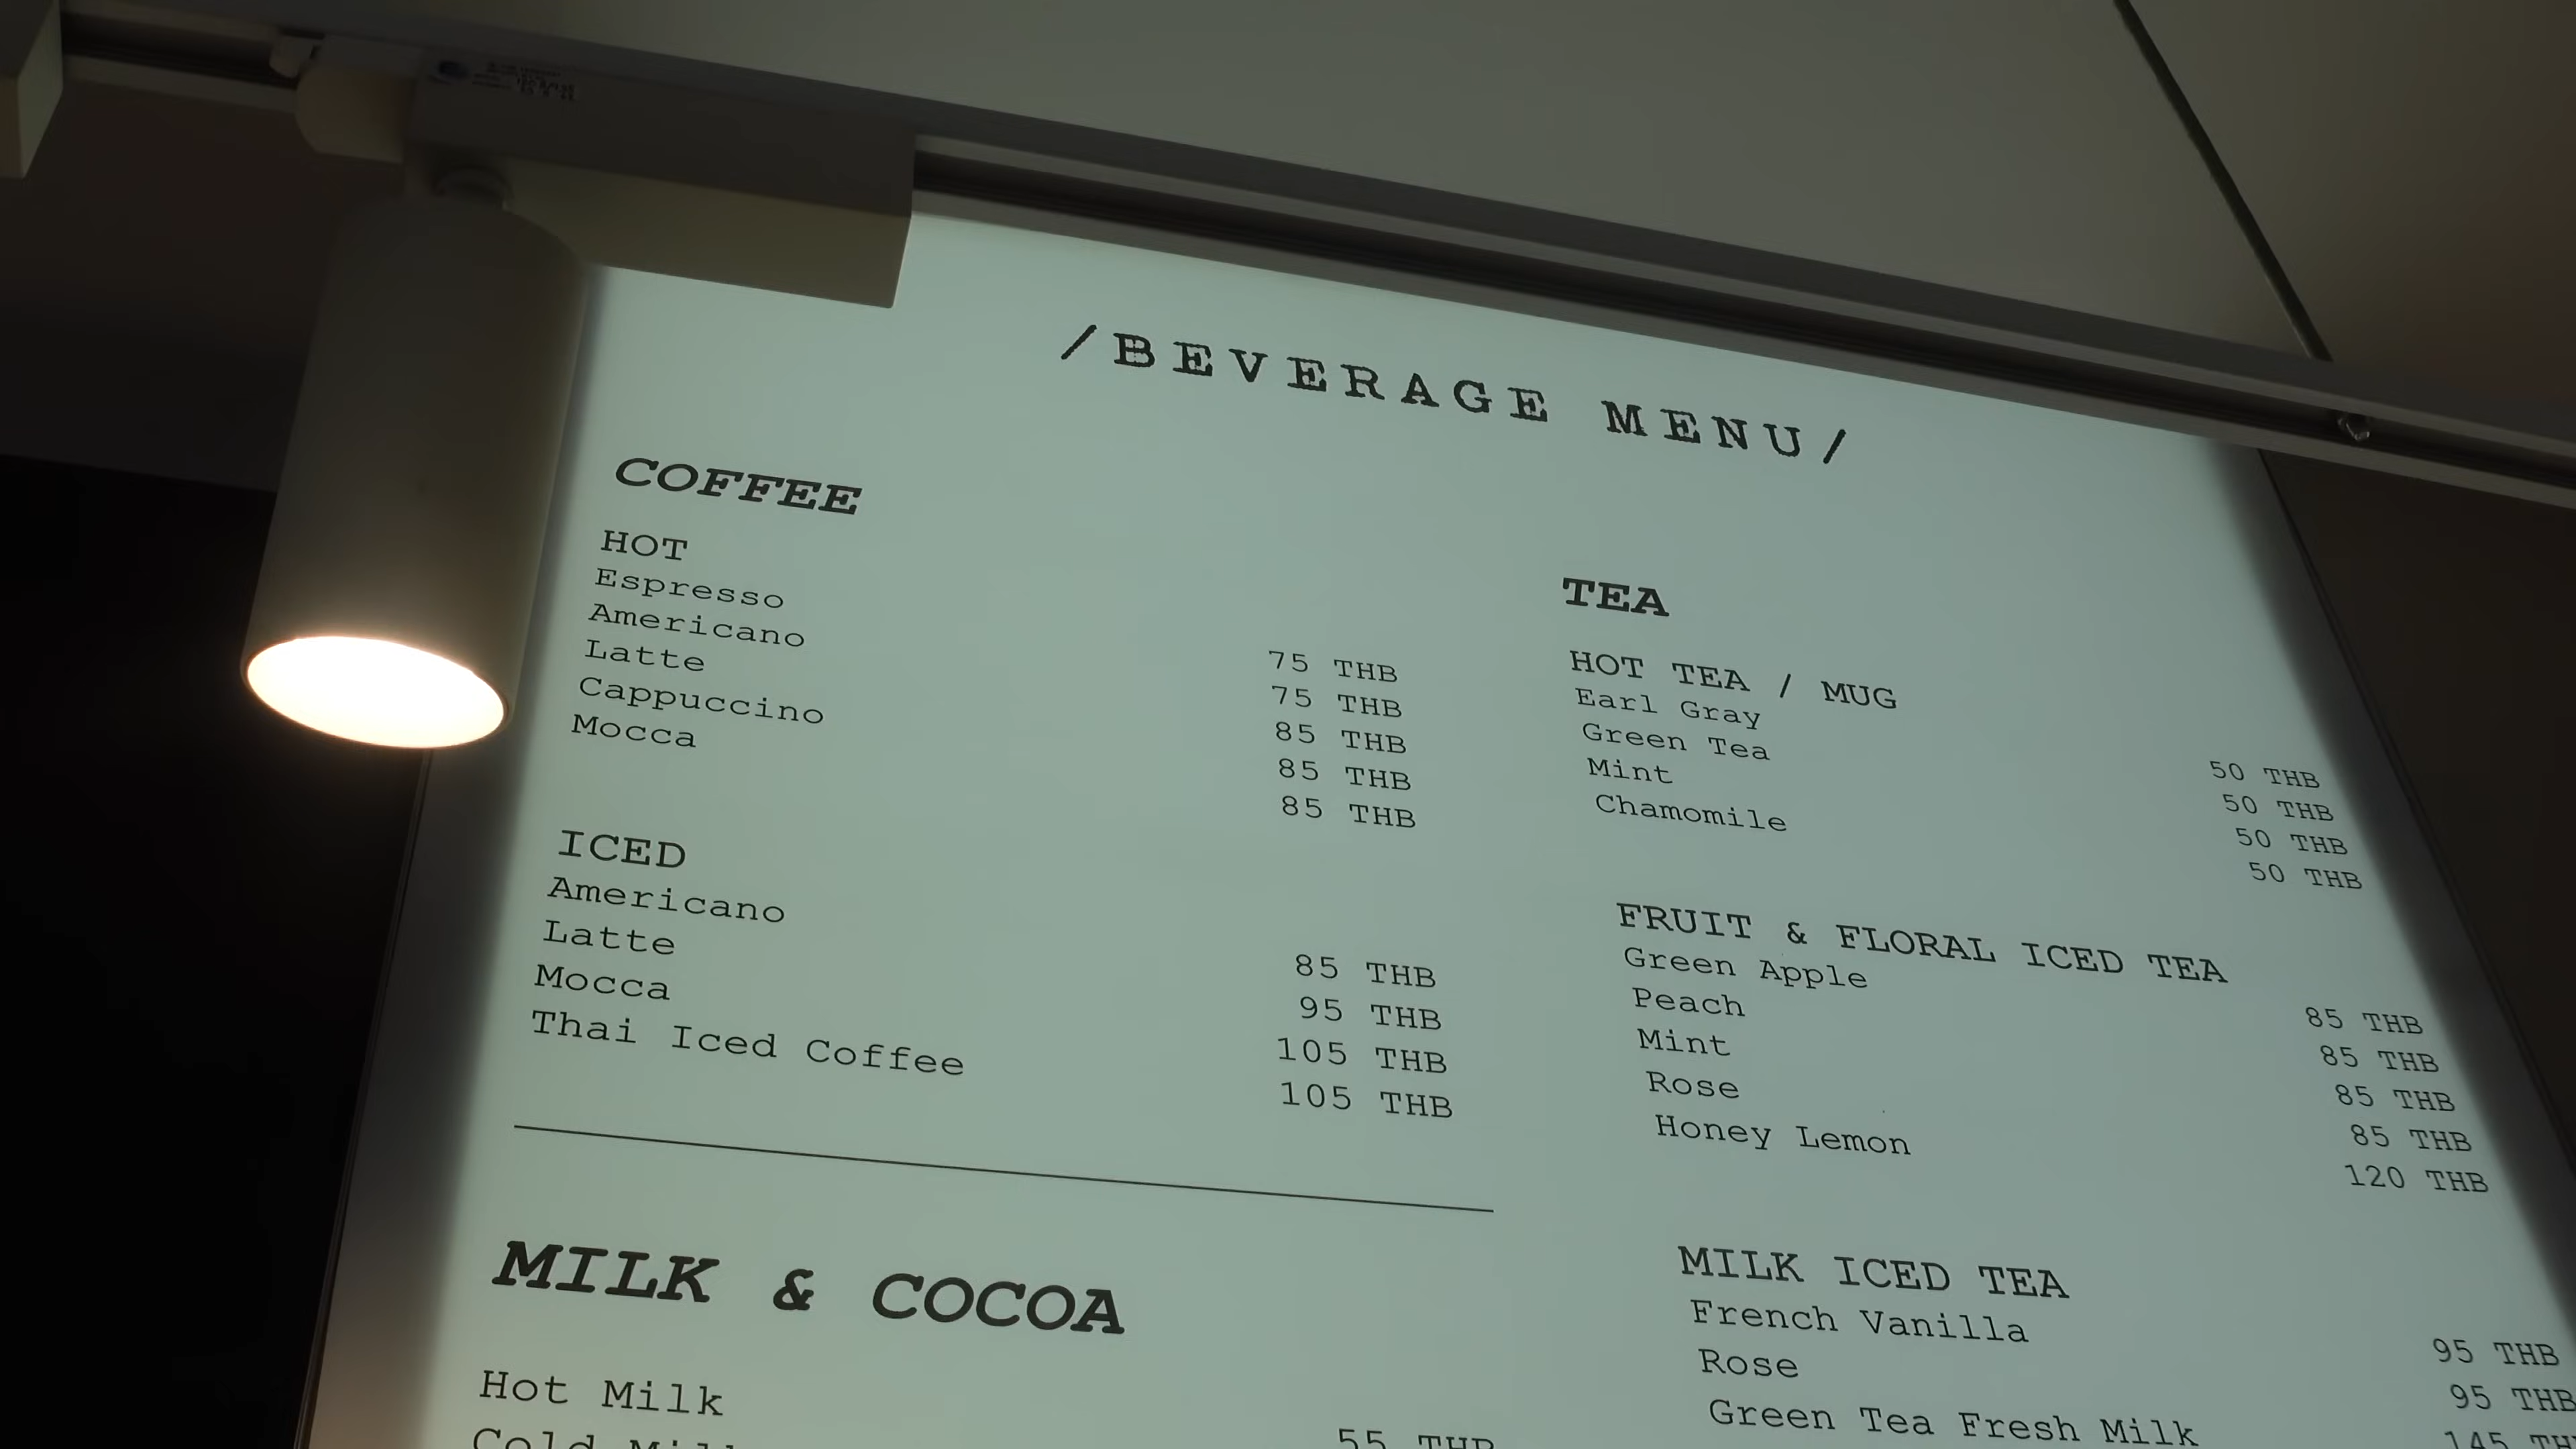 /BEVERAGE MENU/
COFFEE
HOT
Espresso 75 THB
Americano 75 THB
Latte 85 THB
Cappuccino 85 THB
Mocca 85 THB
ICED
Americano 85 THB
Latte 95 THB
Mocca 105 THB
Thai Iced Coffee 105 THB
MILK & COCOA
Hot Milk 55 THB
Cold
TEA
HOT TEA / MUG
Earl Gray 50 THB
Green Tea 50 THB
Mint 50 THB
Chamomile 50 THB
FRUIT & FLORAL ICED TEA
Green Apple 85 THB
Peach 85 THB
Mint 85 THB
Rose 85 THB
Honey Lemon 120 THB
MILK ICED TEA
French Vanilla 95 THB
Rose 95 THB
Green Tea Fresh Milk 145